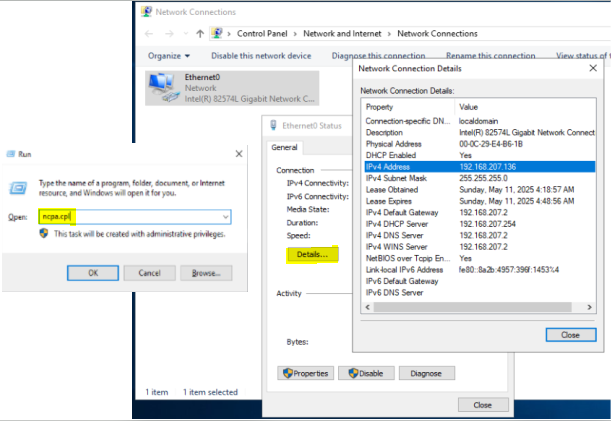 Network Connections
Control Panel > Network and Internet > Network Connections
Organize Disable this network device Diagnose this connection Rename this connection View status of
Ethernet0
Network
Intel(R) 82574L Gigabit Network C...
Run
Type the name of a program, folder, document, or Internet
resource, and Windows will open it for you.
Open: ncpa.cpl
This task will be created with administrative privileges.
OK Cancel Browse...
Ethernet0 Status
General
Connection
IPv4 Connectivity:
IPv6 Connectivity:
Media State:
Duration:
Speed:
Details...
Activity
Bytes:
Properties Disable Diagnose
Close
Network Connection Details
Network Connection Details:
Property Value
Connection-specific DN... localdomain
Description Intel(R) 82574L Gigabit Network Connect
Physical Address 00-0C-29-E4-B6-1B
DHCP Enabled Yes
IPv4 Address 192.168.207.136
IPv4 Subnet Mask 255.255.255.0
Lease Obtained Sunday, May 11, 2025 4:18:57 AM
Lease Expires Sunday, May 11, 2025 4:48:56 AM
IPv4 Default Gateway 192.168.207.2
IPv4 DHCP Server 192.168.207.254
IPv4 DNS Server 192.168.207.2
IPv4 WINS Server 192.168.207.2
NetBIOS over Tcpip En... Yes
Link-local IPv6 Address fe80::8a2b:4957:396f:1453%4
IPv6 Default Gateway
IPv6 DNS Server
Close
1 item 1 item selected